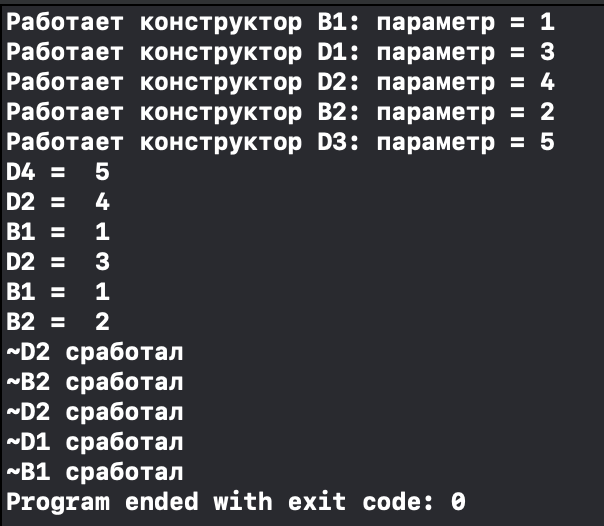 Работает конструктор B1: параметр = 1
Работает конструктор D1: параметр = 3
Работает конструктор D2: параметр = 4
Работает конструктор B2: параметр = 2
Работает конструктор D3: параметр = 5
D4 =  5
D2 =  4
B1 =  1
D2 =  3
B1 =  1
B2 =  2
~D2 сработал
~B2 сработал
~D2 сработал
~D1 сработал
~B1 сработал
Program ended with exit code: 0